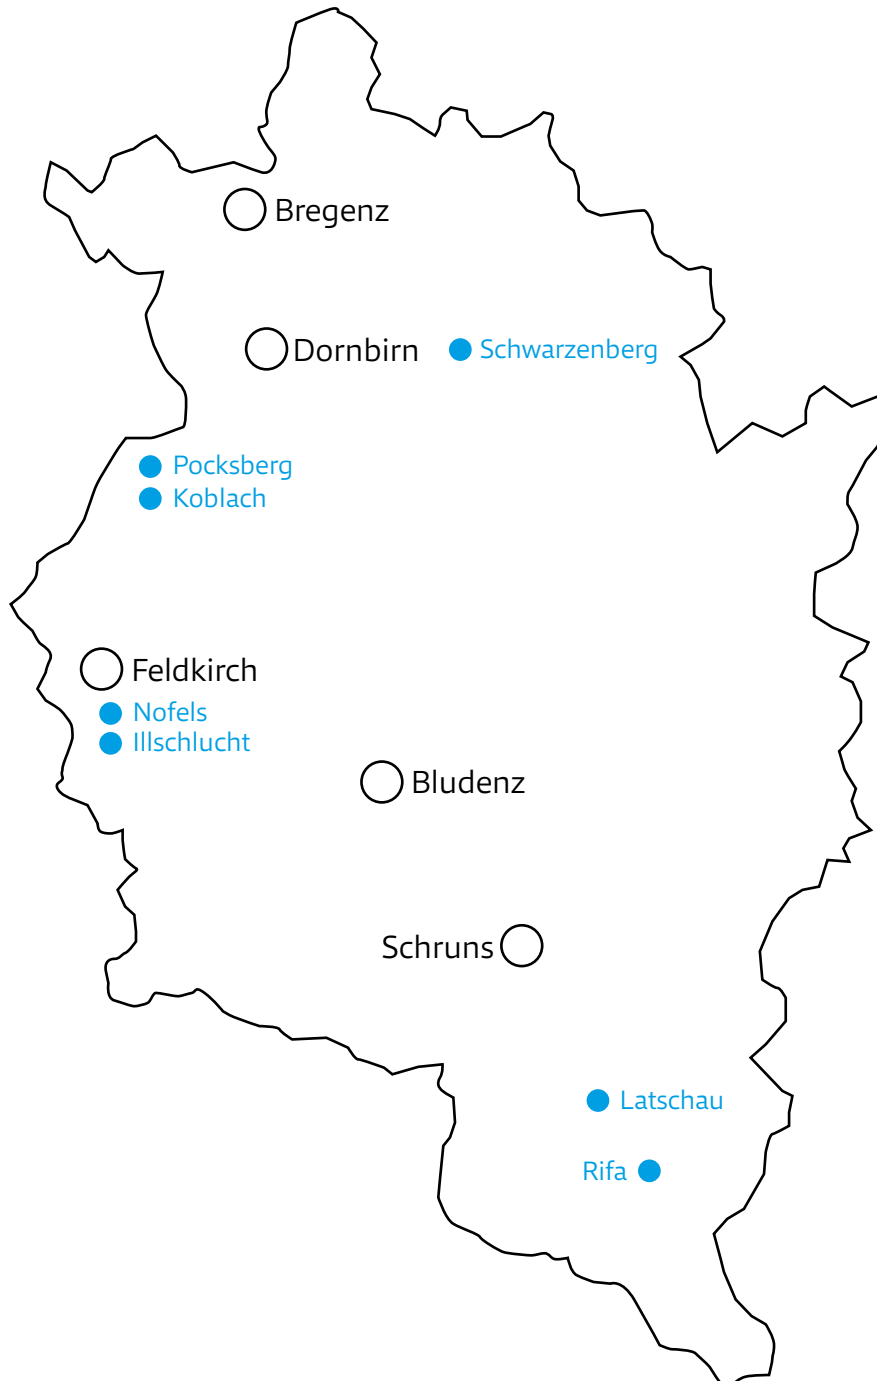 Bregenz
Dornbirn
Schwarzenberg
Pocksberg
Koblach
Feldkirch
Nofels
Illschlucht
Bludenz
Schruns
Latschau
Rifa